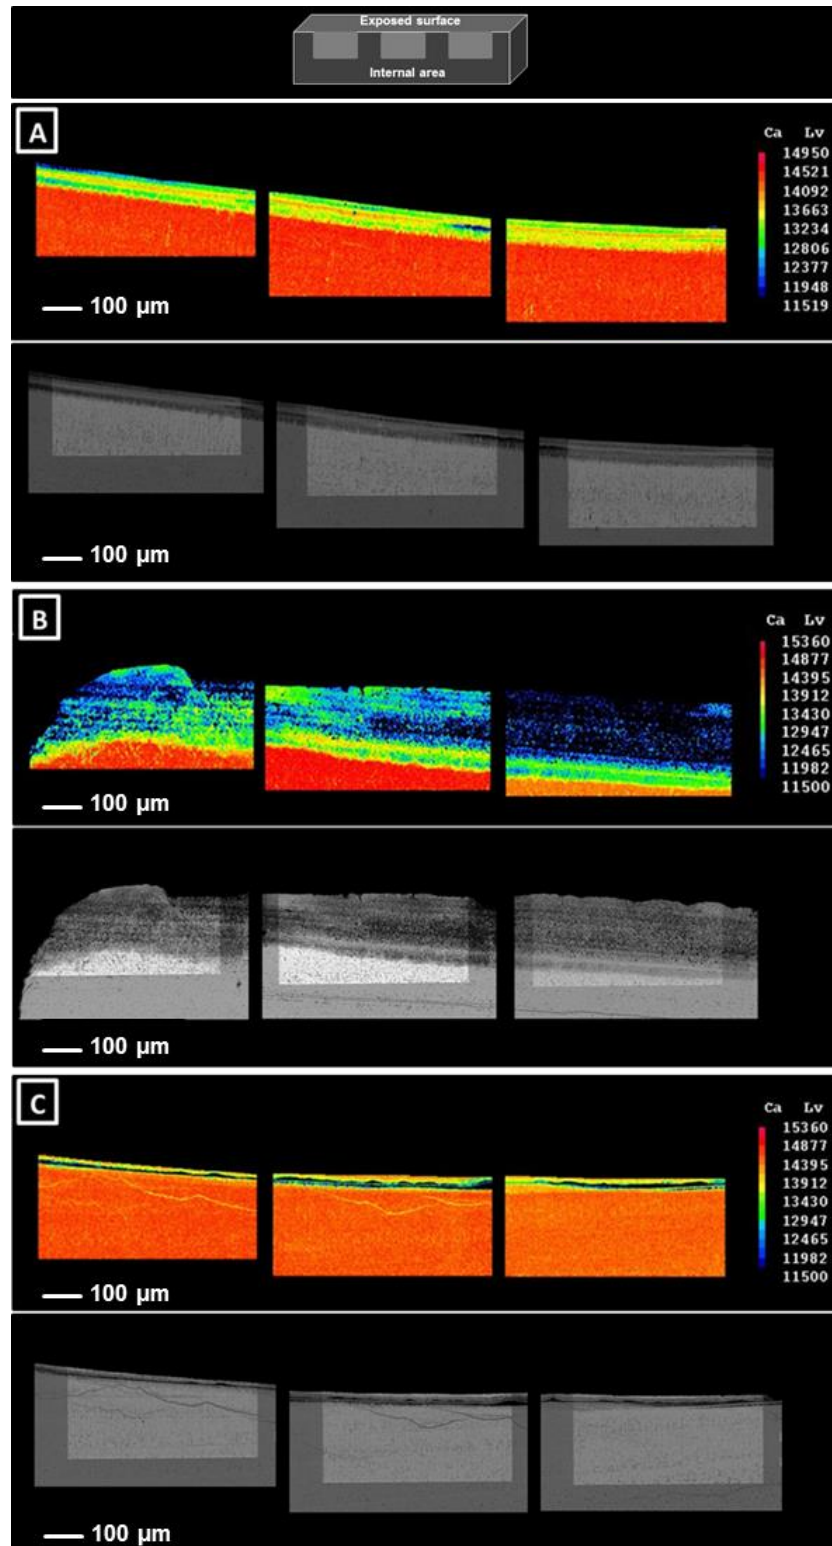 Exposed surface
Internal area
A
Ca Lv
14950
14521
14092
13663
13234
12806
12377
11948
11519
100 µm
100 µm
B
Ca Lv
15360
14877
14395
13912
13430
12947
12465
11982
11500
100 µm
100 µm
C
Ca Lv
15360
14877
14395
13912
13430
12947
12465
11982
11500
100 µm
100 µm